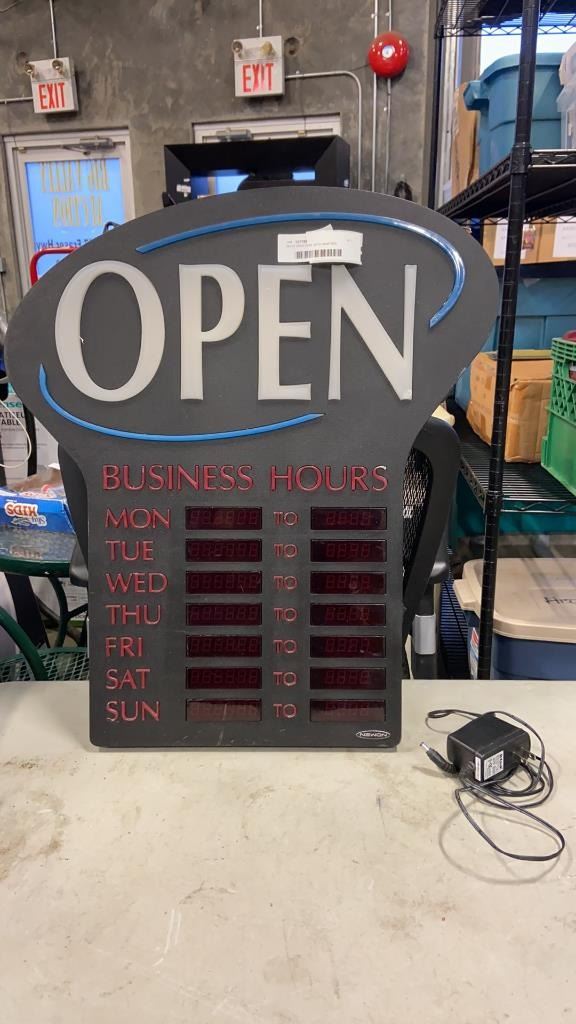 EXIT
EXIT
OPEN
BUSINESS HOURS
MON TO
TUE TO
WED TO
THU TO
FRI TO
SAT TO
SUN TO
NEWON
KIDS